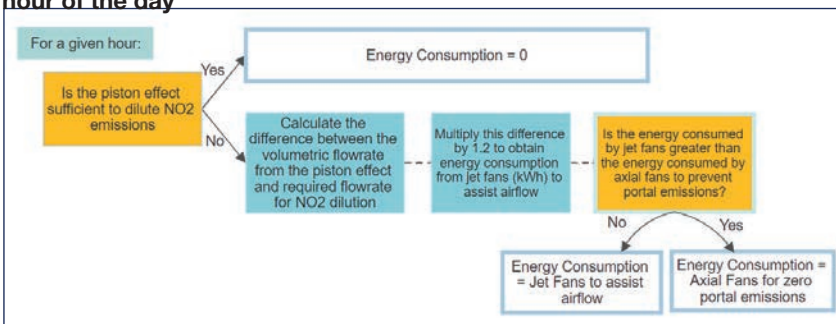 hour of the day
For a given hour:
Energy Consumption = 0
Yes
Is the piston effect
sufficient to dilute NO2
emissions
No
Calculate the
difference between the
volumetric flowrate
from the piston effect
and required flowrate
for NO2 dilution
Multiply this difference
by 1.2 to obtain
energy consumption
from jet fans (kWh) to
assist airflow
Is the energy consumed
by jet fans greater than
the energy consumed by
axial fans to prevent
portal emissions?
No
Yes
Energy Consumption
= Jet Fans to assist
airflow
Energy Consumption =
Axial Fans for zero
portal emissions